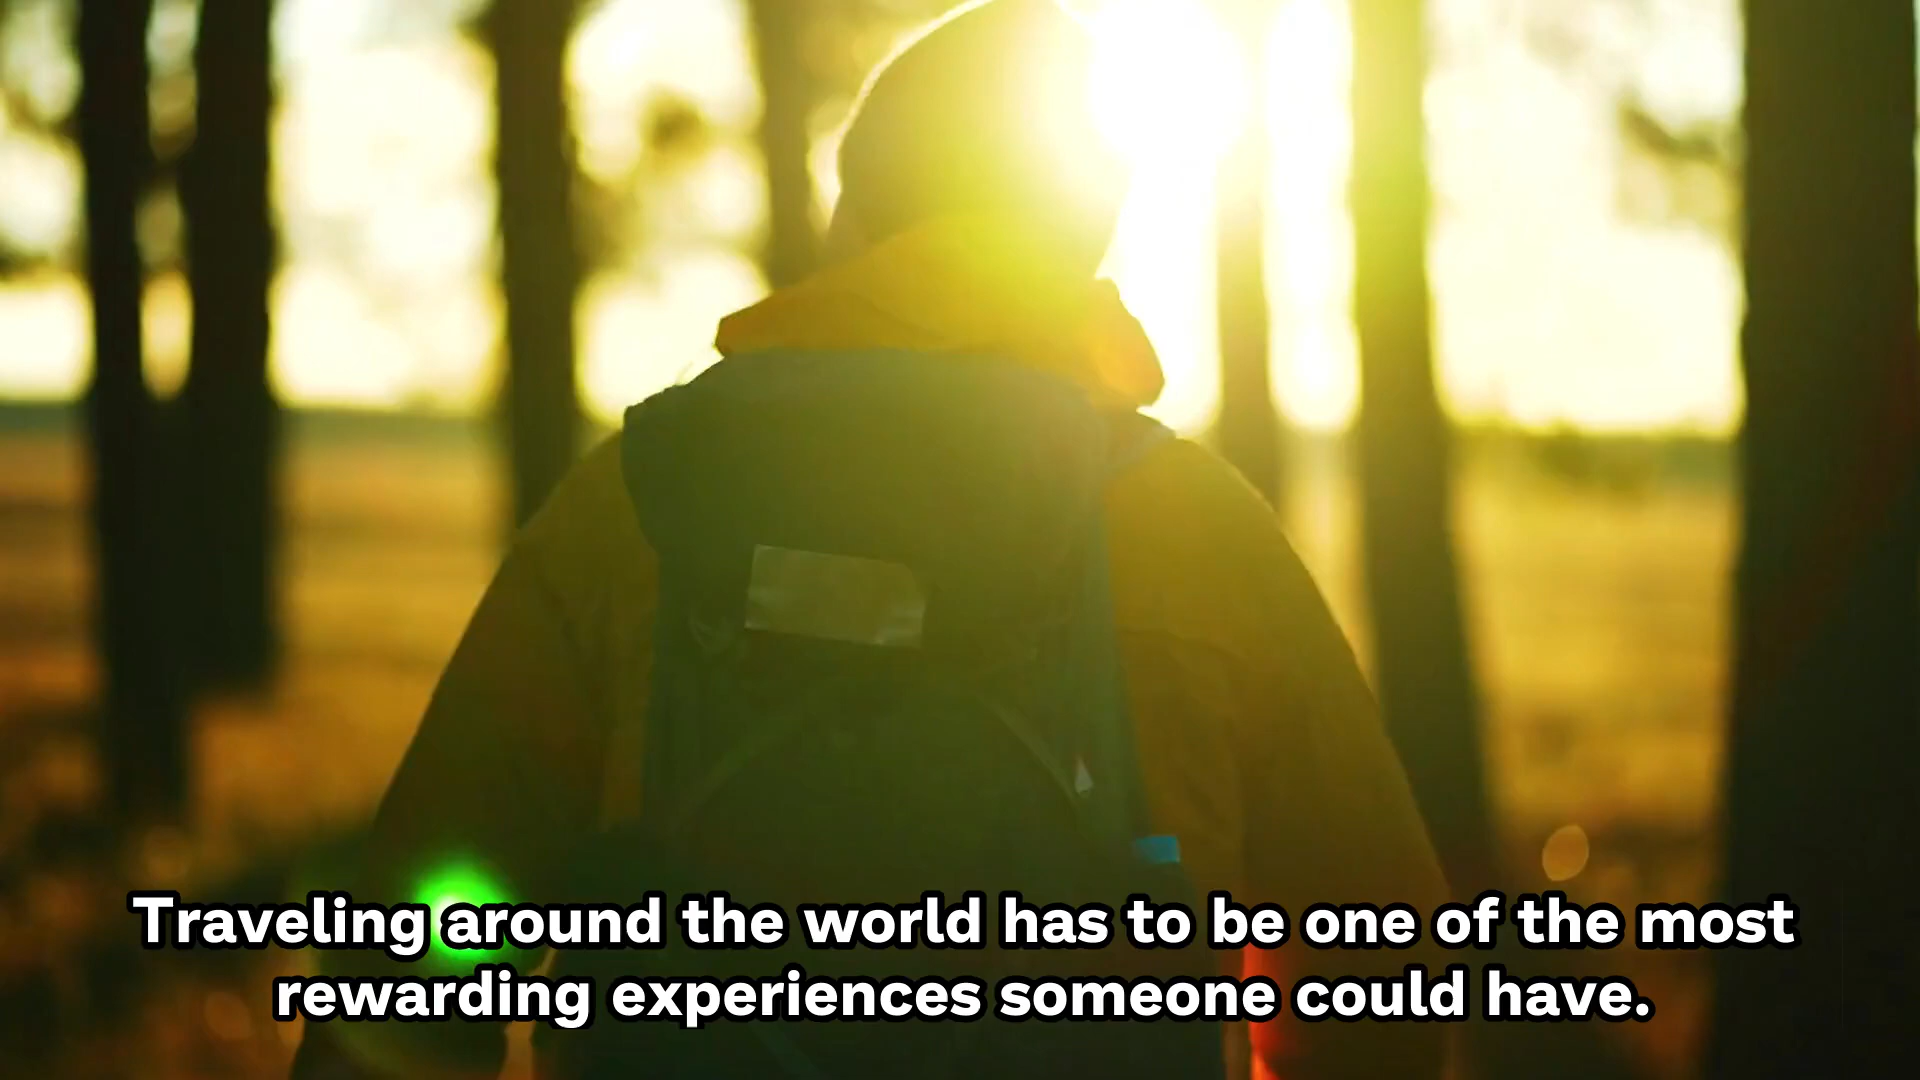 Traveling around the world has to be one of the most
rewarding experiences someone could have.